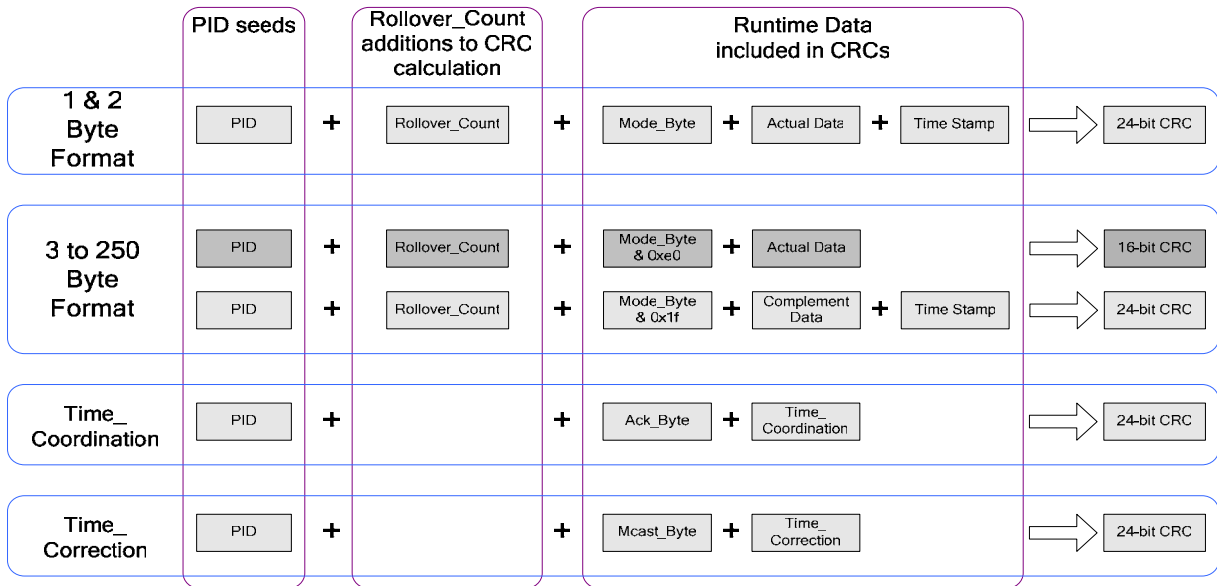 PID seeds
Rollover_Count
additions to CRC
calculation
Runtime Data
included in CRCs
1 & 2
Byte
Format
PID
+
Rollover_Count
+
Mode_Byte
+
Actual Data
+
Time Stamp
24-bit CRC
3 to 250
Byte
Format
PID
+
Rollover_Count
+
Mode_Byte
& 0xe0
+
Actual Data
16-bit CRC
PID
+
Rollover_Count
+
Mode_Byte
& 0x1f
+
Complement
Data
+
Time Stamp
24-bit CRC
Time_
Coordination
PID
+
+
Ack_Byte
+
Time_
Coordination
24-bit CRC
Time_
Correction
PID
+
+
Mcast_Byte
+
Time_
Correction
24-bit CRC